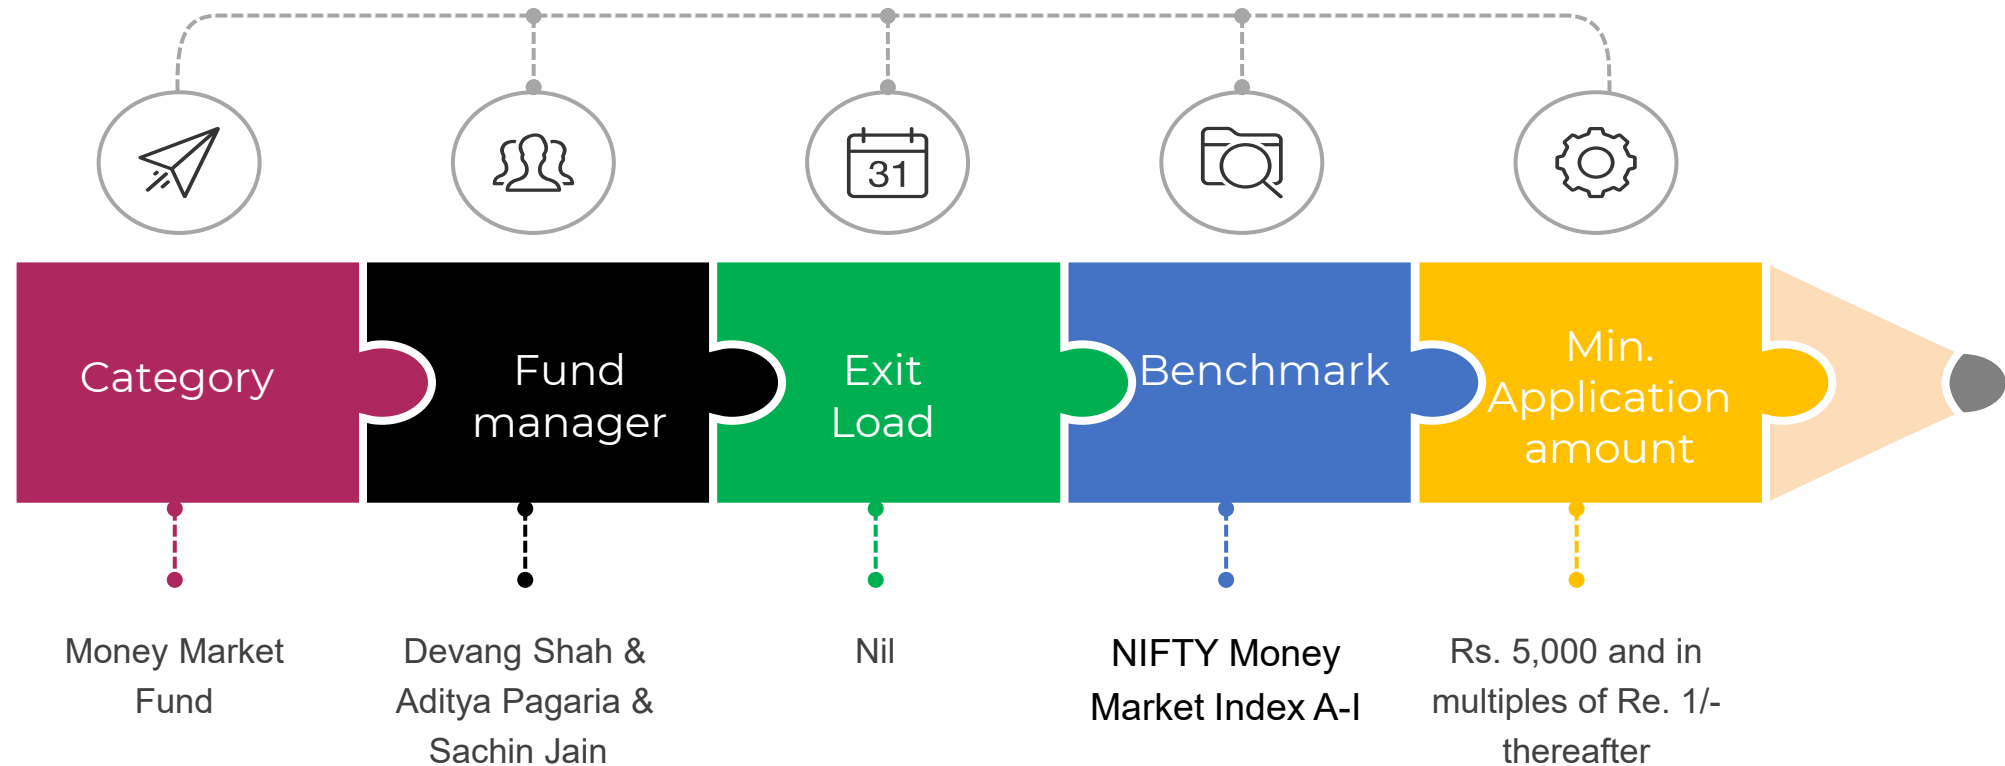 31
Category
Fund
manager
Exit
Load
Benchmark
Min.
Application
amount
Money Market
Fund
Devang Shah &
Aditya Pagaria &
Sachin Jain
Nil
NIFTY Money
Market Index A-I
Rs. 5,000 and in
multiples of Re. 1/-
thereafter